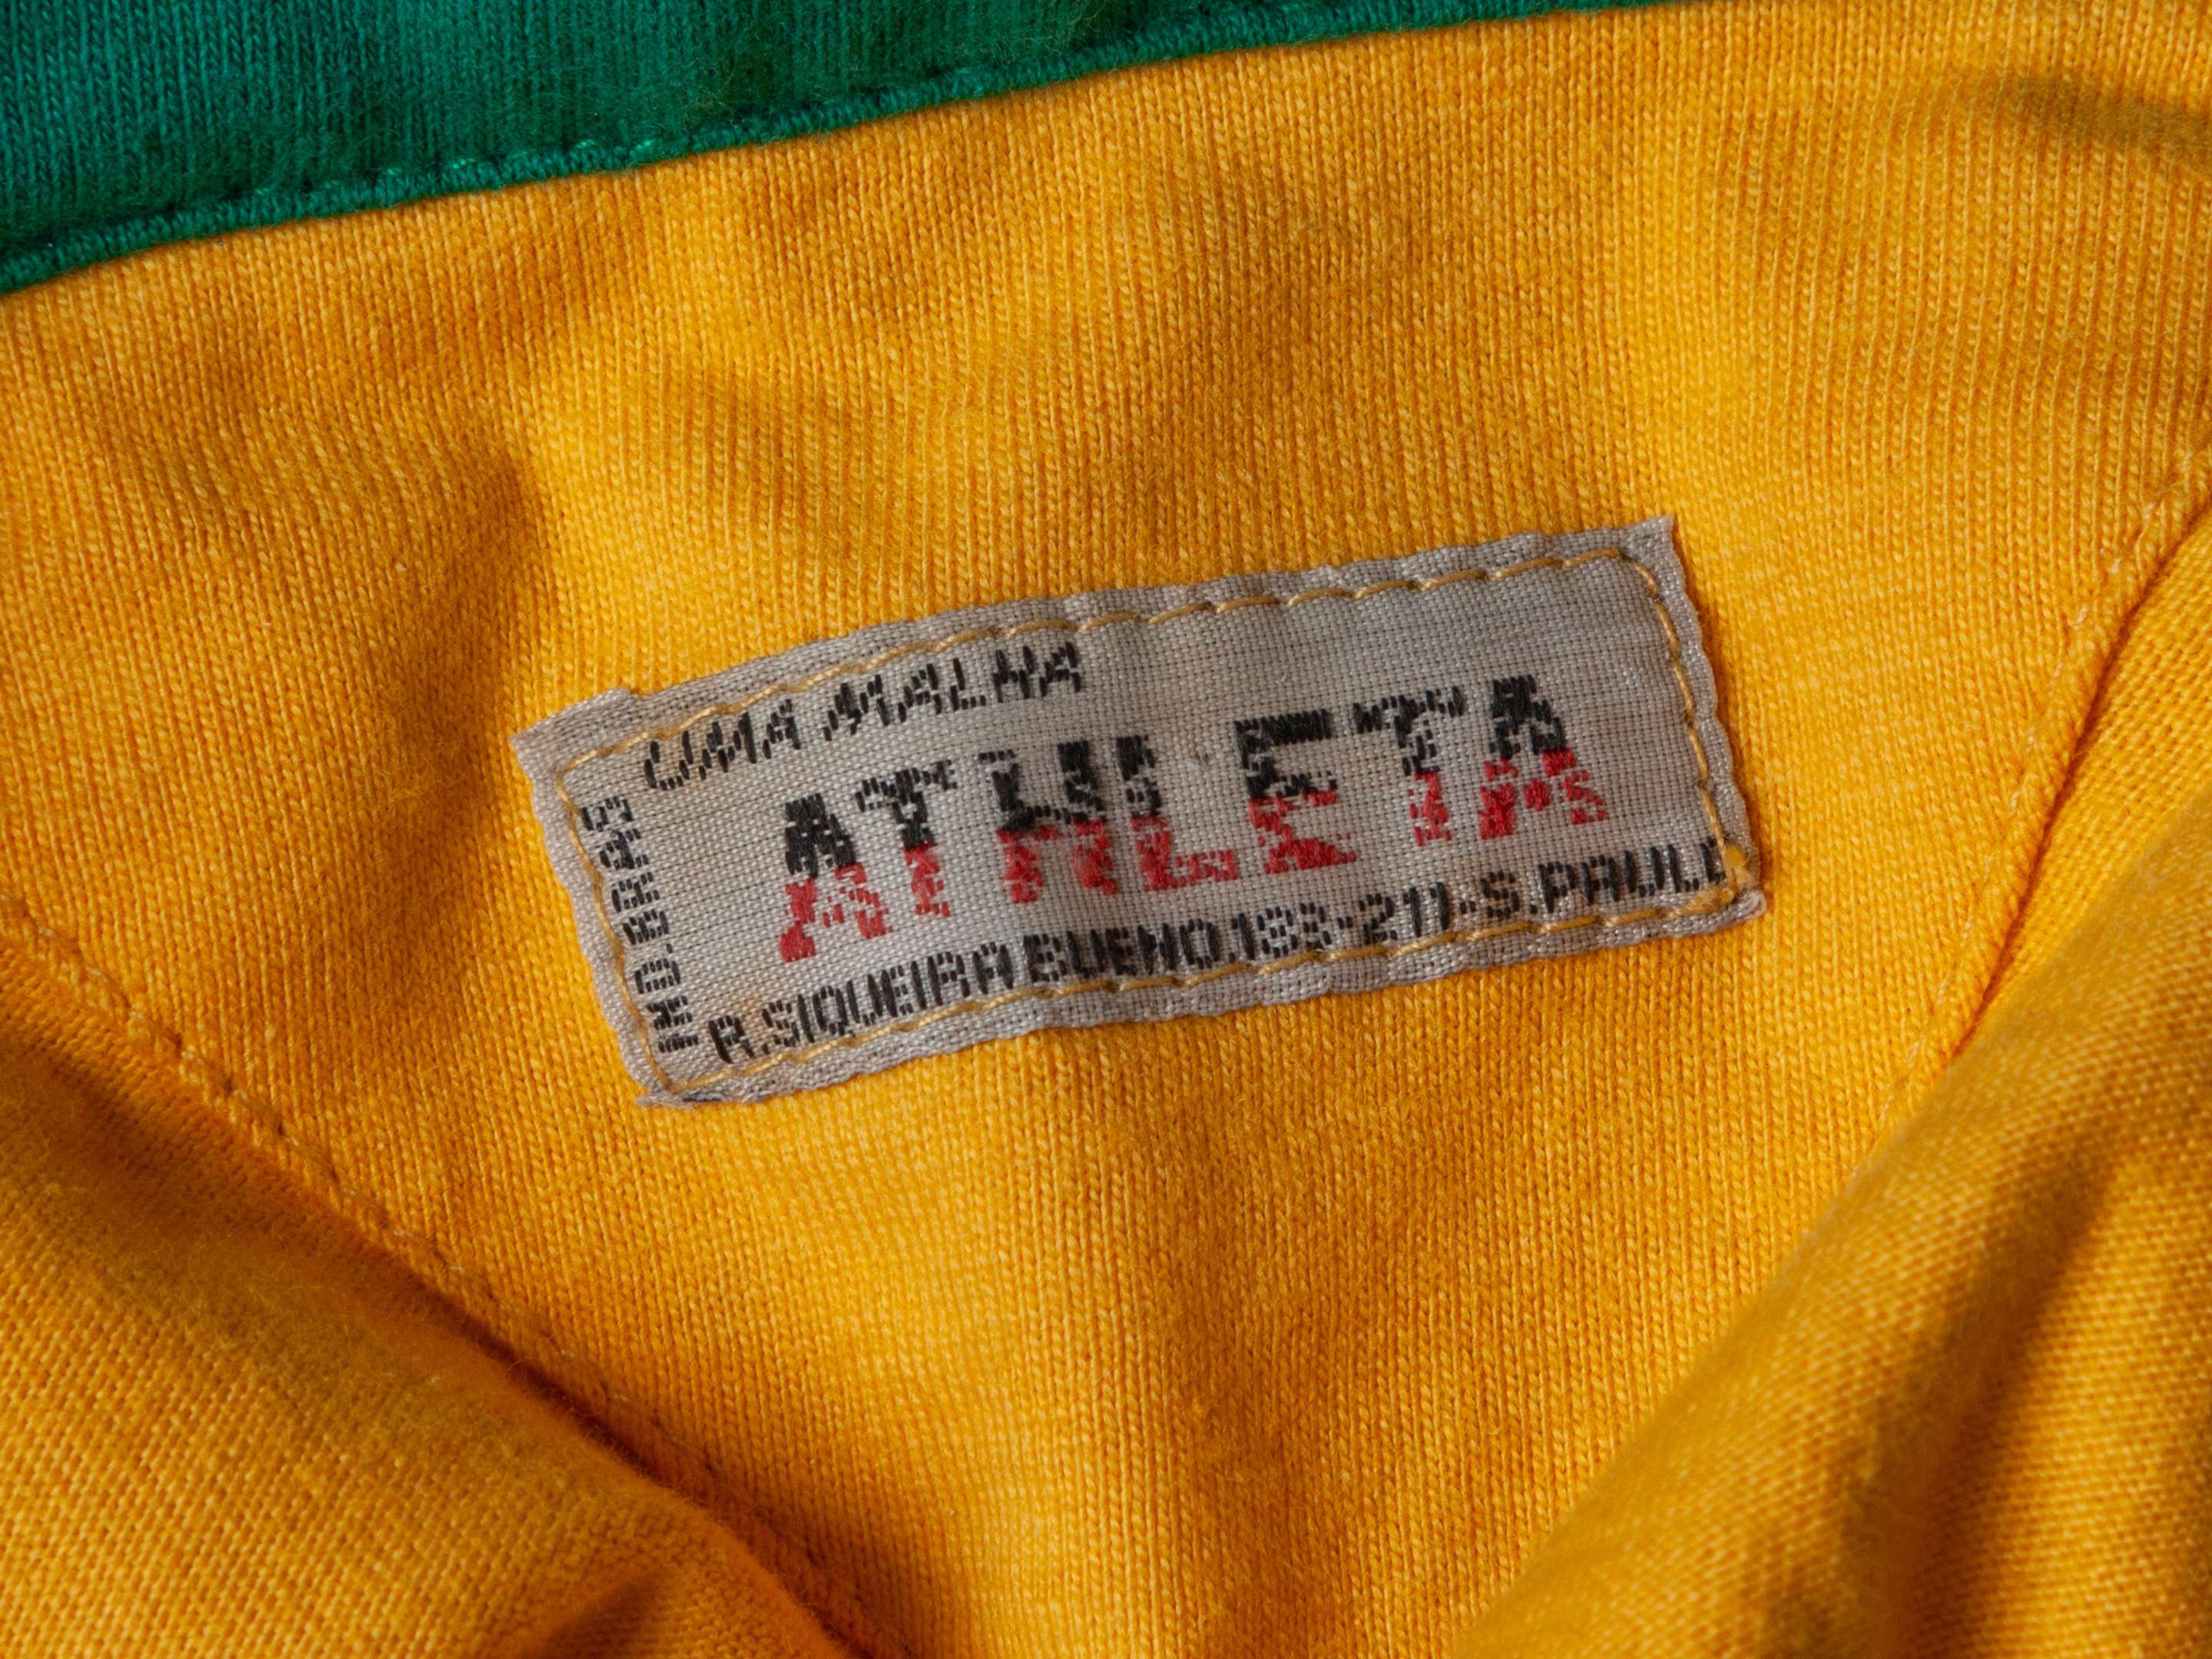 UMA MALHA
ATHLETA
IND.BRAS
R.SIQUEIRA BUENO.183-211-S.PAULO